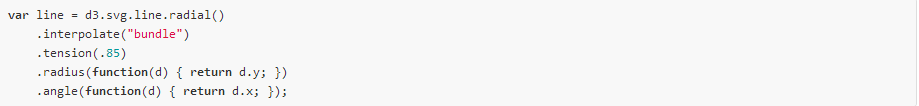 var line = d3.svg.line.radial()
    .interpolate("bundle")
    .tension(.85)
    .radius(function(d) { return d.y; })
    .angle(function(d) { return d.x; });